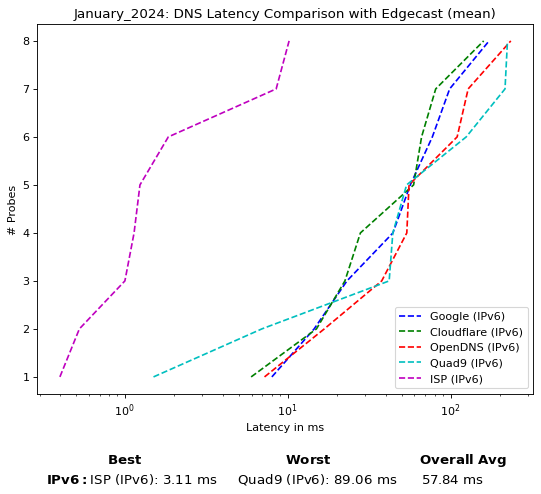 January_2024: DNS Latency Comparison with Edgecast (mean)
# Probes
8
7
6
5
4
3
2
1
10⁰ 10¹ 10²
Latency in ms
Google (IPv6)
Cloudflare (IPv6)
OpenDNS (IPv6)
Quad9 (IPv6)
ISP (IPv6)
Best Worst Overall Avg
IPv6: ISP (IPv6): 3.11 ms Quad9 (IPv6): 89.06 ms 57.84 ms